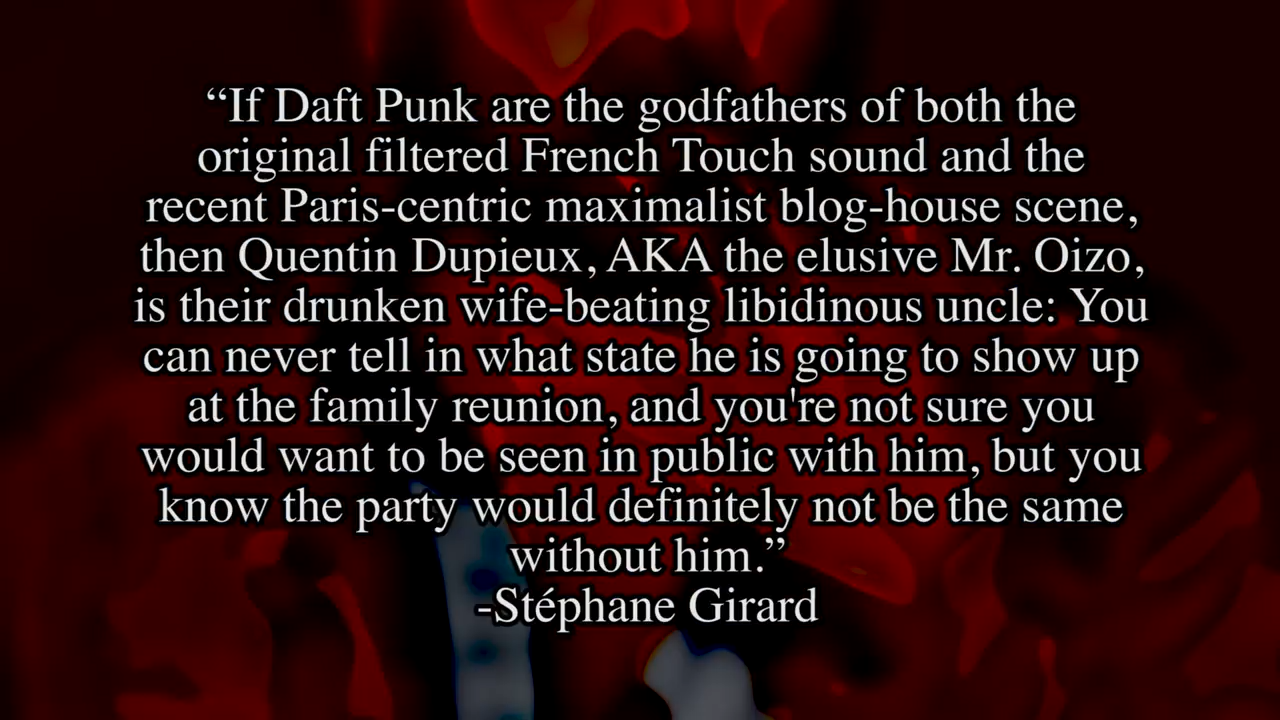 “If Daft Punk are the godfathers of both the
original filtered French Touch sound and the
recent Paris-centric maximalist blog-house scene,
then Quentin Dupieux, AKA the elusive Mr. Oizo,
is their drunken wife-beating libidinous uncle: You
can never tell in what state he is going to show up
at the family reunion, and you're not sure you
would want to be seen in public with him, but you
know the party would definitely not be the same
without him.”
-Stéphane Girard